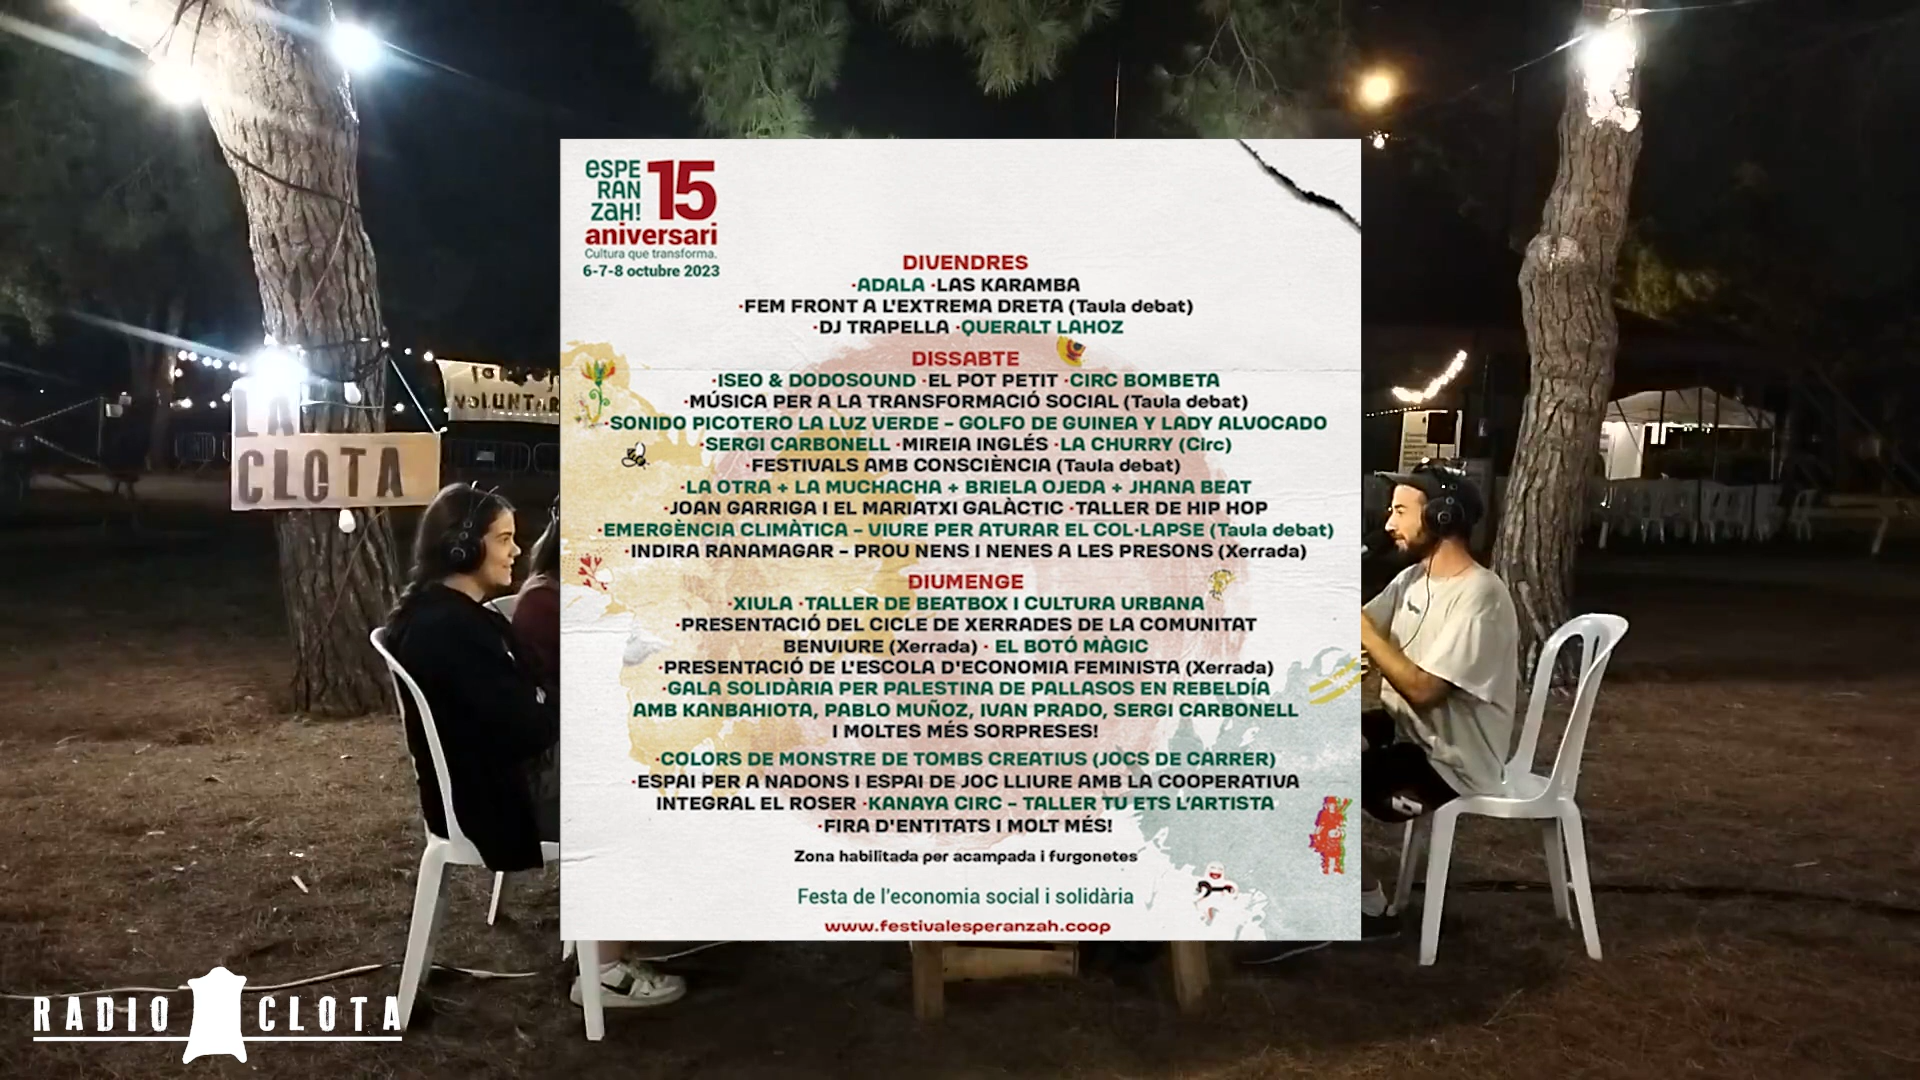 ESPE
RAN
ZAH! 15
aniversari
Cultura que transforma.
6-7-8 octubre 2023
DIVENDRES
·ADALA ·LAS KARAMBA
·FEM FRONT A L'EXTREMA DRETA (Taula debat)
·DJ TRAPELLA ·QUERALT LAHOZ
DISSABTE
·ISEO & DODOSOUND ·EL POT PETIT ·CIRC BOMBETA
·MÚSICA PER A LA TRANSFORMACIÓ SOCIAL (Taula debat)
·SONIDO PICOTERO LA LUZ VERDE – GOLFO DE GUINEA Y LADY ALVOCADO
·SERGI CARBONELL ·MIREIA INGLÉS ·LA CHURRY (Circ)
·FESTIVALS AMB CONSCIÈNCIA (Taula debat)
·LA OTRA + LA MUCHACHA + BRIELA OJEDA + JHANA BEAT
·JOAN GARRIGA I EL MARIATXI GALÀCTIC ·TALLER DE HIP HOP
·EMERGÈNCIA CLIMÀTICA – VIURE PER ATURAR EL COL·LAPSE (Taula debat)
·INDIRA RANAMAGAR – PROU NENS I NENES A LES PRESONS (Xerrada)
DIUMENGE
·XIULA ·TALLER DE BEATBOX I CULTURA URBANA
·PRESENTACIÓ DEL CICLE DE XERRADES DE LA COMUNITAT
BENVIURE (Xerrada) · EL BOTÓ MÀGIC
·PRESENTACIÓ DE L'ESCOLA D'ECONOMIA FEMINISTA (Xerrada)
·GALA SOLIDÀRIA PER PALESTINA DE PALLASOS EN REBELDÍA
AMB KANBAHIOTA, PABLO MUÑOZ, IVAN PRADO, SERGI CARBONELL
I MOLTES MÉS SORPRESES!
·COLORS DE MONSTRE DE TOMBS CREATIUS (JOCS DE CARRER)
·ESPAI PER A NADONS I ESPAI DE JOC LLIURE AMB LA COOPERATIVA
INTEGRAL EL ROSER ·KANAYA CIRC – TALLER TU ETS L'ARTISTA
·FIRA D'ENTITATS I MOLT MÉS!
Zona habilitada per acampada i furgonetes
Festa de l'economia social i solidària
www.festivalesperanzah.coop
LA
CLOTA
RADIO CLOTA